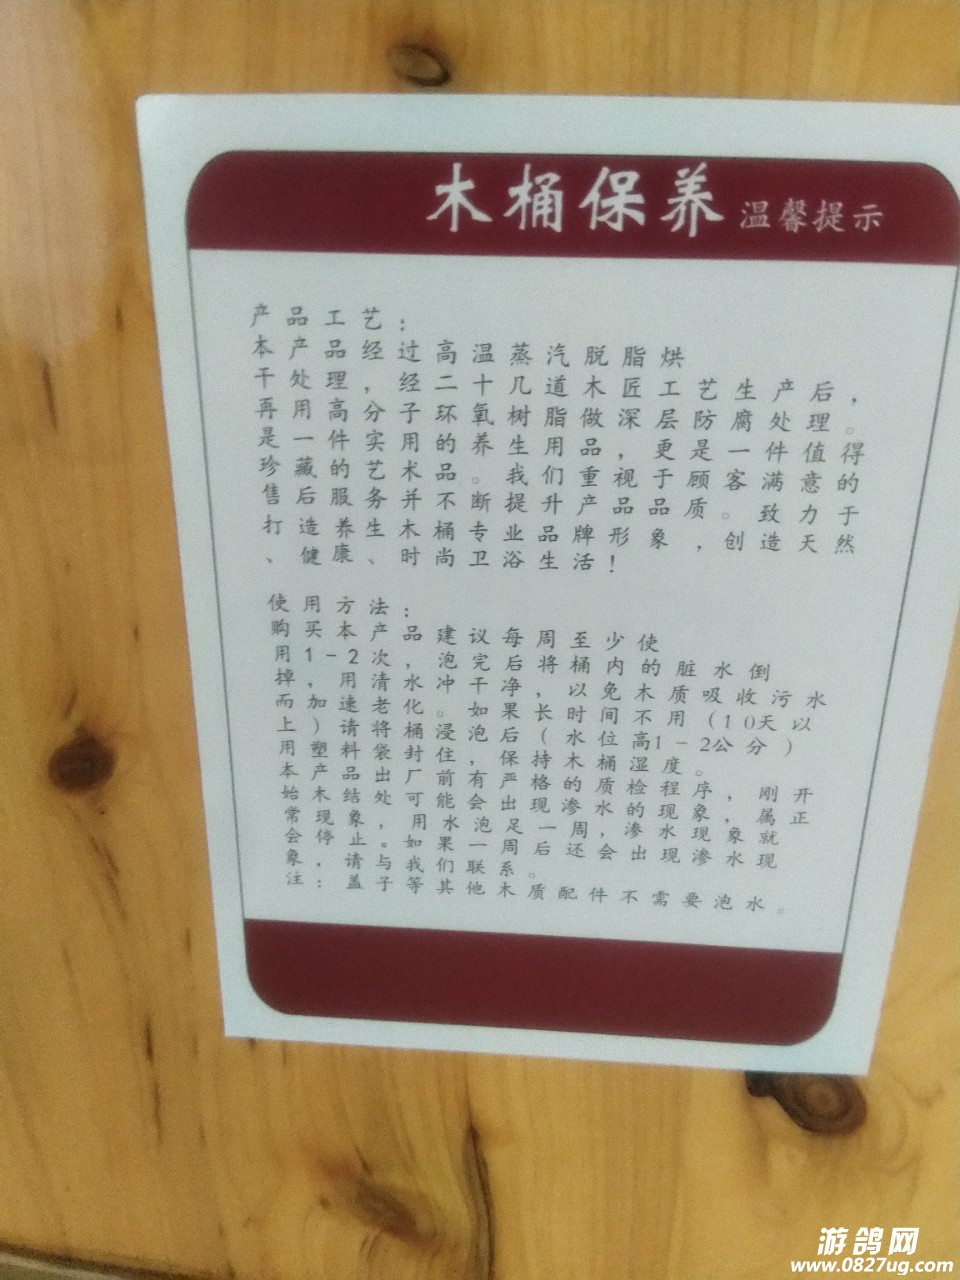 木桶保养 温馨提示
产品工艺：
本产品经过高温蒸汽脱脂烘
干处理，经二十几道木匠工艺生产后，
再用高分子环氧树脂做深层防腐处理。
是一件实用的养生用品，更是一件值得
珍藏的艺术品。我们重视于顾客满意的
售后服务并不断提升产品品质。致力于
打造养生木桶专业品牌形象，创造天然
、健康、时尚卫浴生活！
使用方法：
购买本产品建议每周至少使
用1-2次，泡完后将桶内的脏水倒
掉，用清水冲干净，以免木质吸收污水
而加速老化。如果长时间不用（10天以
上）请将桶浸泡后（水位高1-2公分）
用塑料袋封住，保持木桶湿度。
本产品出厂前有严格的质检程序，刚开
始木结处可能会出现渗水的现象，属正
常现象，用水泡足一周，渗水现象就
会停止。如果一周后还会出现渗水现
象，请与我们联系。
注：盖子等其他木质配件不需要泡水。
游鸽网
www.0827ug.com